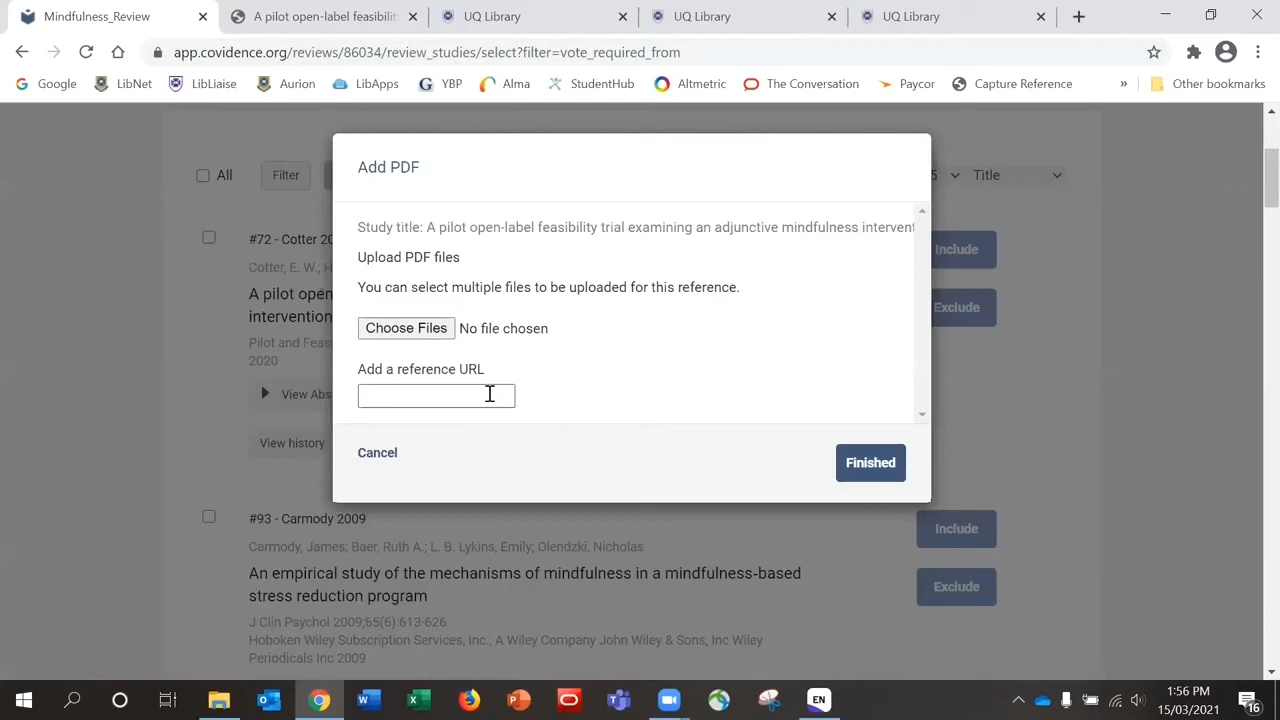 Mindfulness_Review
A pilot open-label feasibilit
UQ Library
UQ Library
UQ Library
app.covidence.org/reviews/86034/review_studies/select?filter=vote_required_from
Google LibNet LibLiaise Aurion LibApps YBP Alma StudentHub Altmetric The Conversation Paycor Capture Reference » Other bookmarks
Add PDF
All Filter 5 Title
Study title: A pilot open-label feasibility trial examining an adjunctive mindfulness intervent
Upload PDF files
You can select multiple files to be uploaded for this reference.
Choose Files No file chosen
Add a reference URL
Cancel
Finished
#72 - Cotter 20
Include
Cotter, E. W.; H
A pilot open
intervention
Exclude
Pilot and Feas
2020
View Abs
View history
#93 - Carmody 2009
Include
Carmody, James; Baer, Ruth A.; L. B. Lykins, Emily; Olendzki, Nicholas
An empirical study of the mechanisms of mindfulness in a mindfulness-based
stress reduction program
Exclude
J Clin Psychol 2009;65(6):613-626
Hoboken Wiley Subscription Services, Inc., A Wiley Company John Wiley & Sons, Inc Wiley
Periodicals Inc 2009
EN
1:56 PM
15/03/2021
16